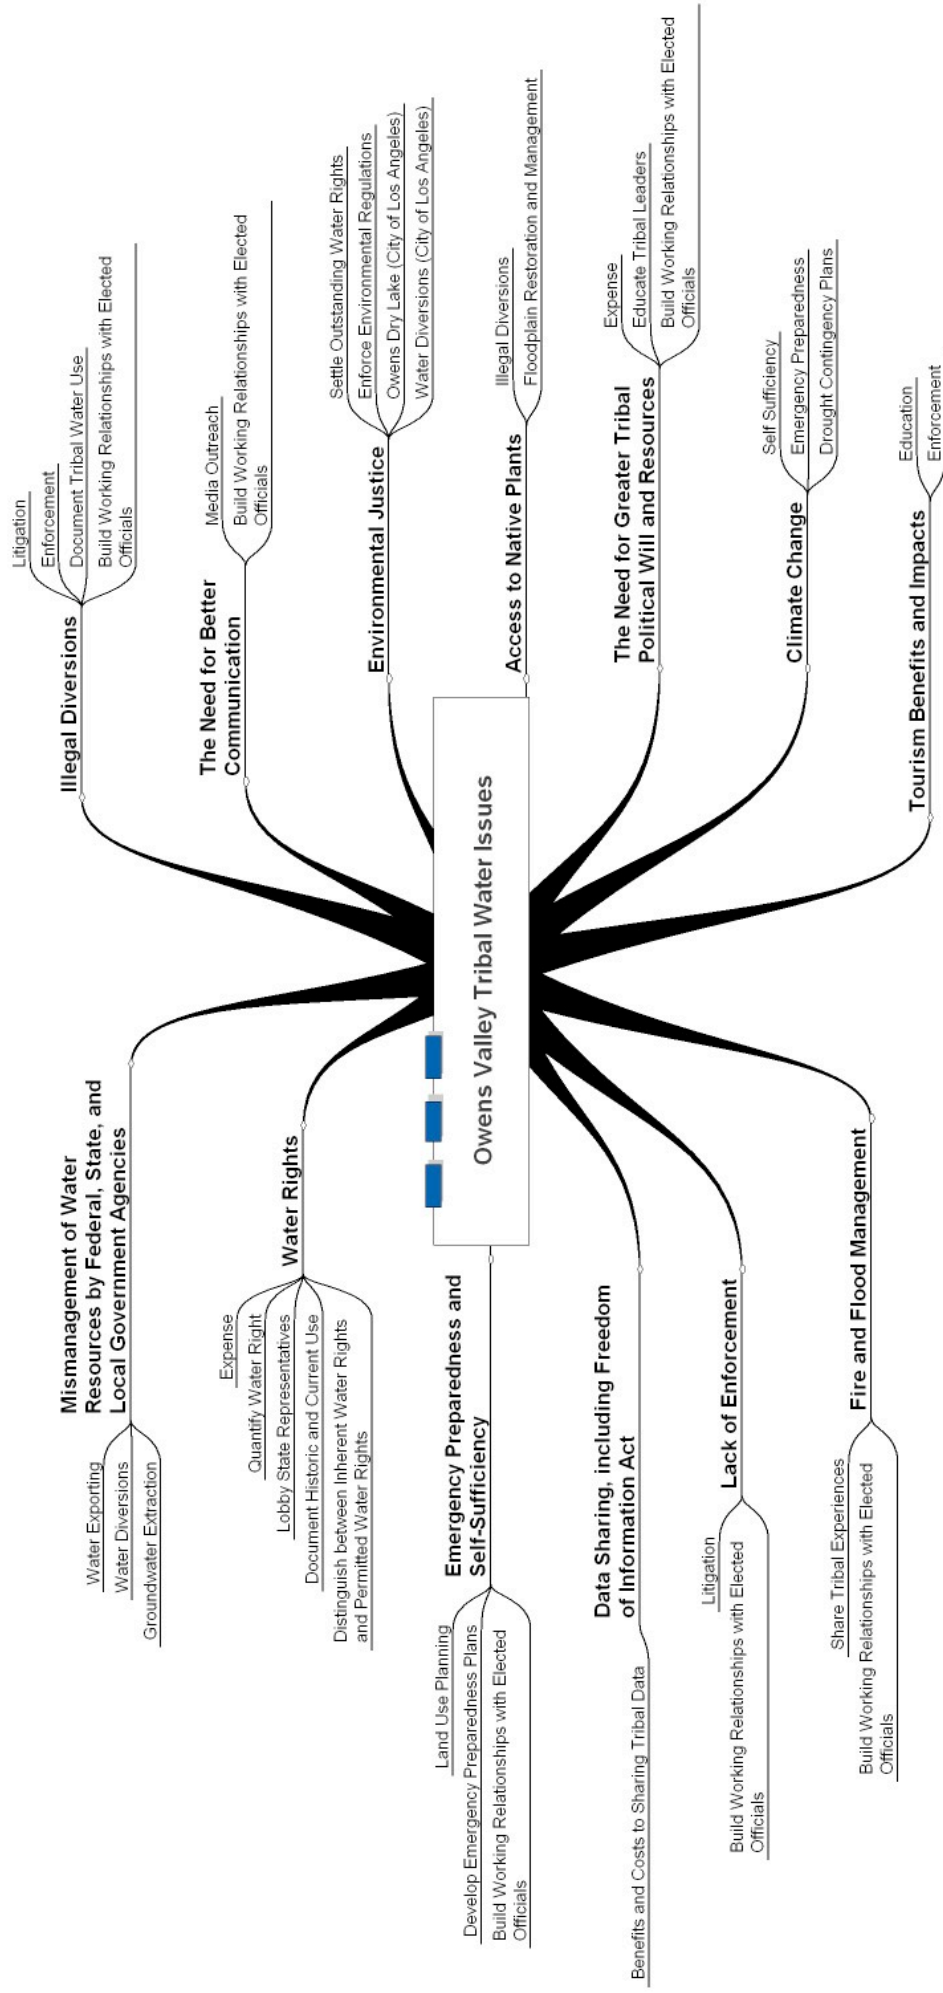 Owens Valley Tribal Water Issues
Illegal Diversions
Litigation
Enforcement
Document Tribal Water Use
Build Working Relationships with Elected
Officials
The Need for Better
Communication
Media Outreach
Build Working Relationships with Elected
Officials
Environmental Justice
Settle Outstanding Water Rights
Enforce Environmental Regulations
Owens Dry Lake (City of Los Angeles)
Water Diversions (City of Los Angeles)
Access to Native Plants
Illegal Diversions
Floodplain Restoration and Management
The Need for Greater Tribal
Political Will and Resources
Expense
Educate Tribal Leaders
Build Working Relationships with Elected
Officials
Climate Change
Self Sufficiency
Emergency Preparedness
Drought Contingency Plans
Tourism Benefits and Impacts
Education
Enforcement
Mismanagement of Water
Resources by Federal, State, and
Local Government Agencies
Water Exporting
Water Diversions
Groundwater Extraction
Water Rights
Expense
Quantify Water Right
Lobby State Representatives
Document Historic and Current Use
Distinguish between Inherent Water Rights
and Permitted Water Rights
Emergency Preparedness and
Self-Sufficiency
Land Use Planning
Develop Emergency Preparedness Plans
Build Working Relationships with Elected
Officials
Data Sharing, including Freedom
of Information Act
Benefits and Costs to Sharing Tribal Data
Lack of Enforcement
Litigation
Build Working Relationships with Elected
Officials
Fire and Flood Management
Share Tribal Experiences
Build Working Relationships with Elected
Officials